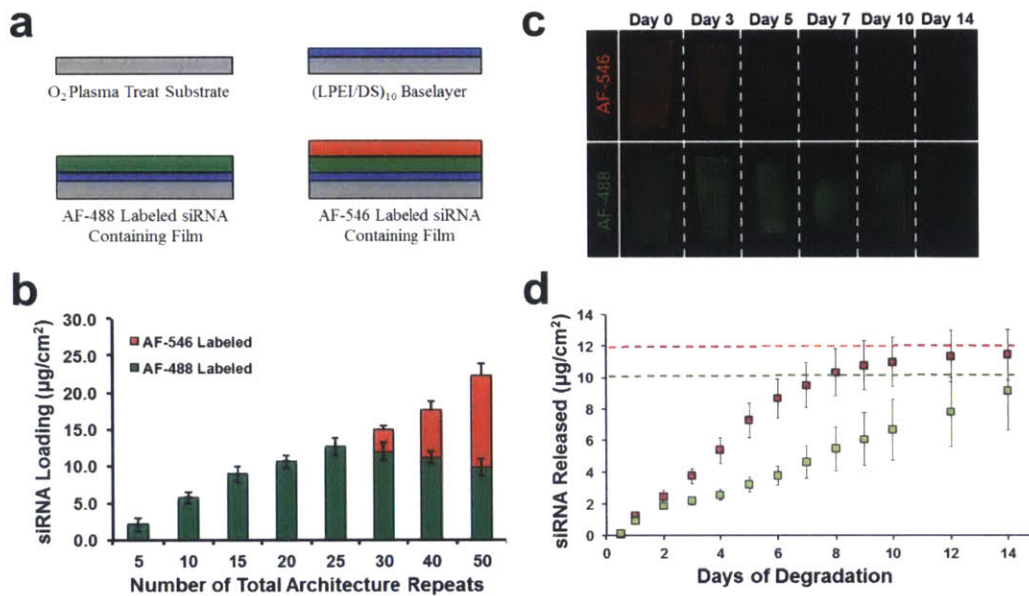 a
O2 Plasma Treat Substrate
(LPEI/DS)10 Baselayer
AF-488 Labeled siRNA
Containing Film
AF-546 Labeled siRNA
Containing Film
b
siRNA Loading (µg/cm²)
30.0
25.0
20.0
15.0
10.0
5.0
0.0
AF-546 Labeled
AF-488 Labeled
5 10 15 20 25 30 40 50
Number of Total Architecture Repeats
c
Day 0 Day 3 Day 5 Day 7 Day 10 Day 14
AF-546
AF-488
d
siRNA Released (µg/cm²)
14
12
10
8
6
4
2
0
0 2 4 6 8 10 12 14
Days of Degradation